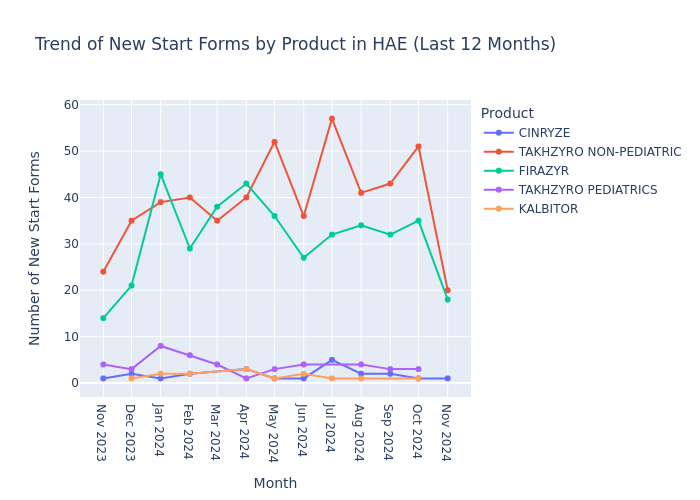 Trend of New Start Forms by Product in HAE (Last 12 Months)
Product
CINRYZE
TAKHZYRO NON-PEDIATRIC
FIRAZYR
TAKHZYRO PEDIATRICS
KALBITOR
Number of New Start Forms
60
50
40
30
20
10
0
Nov 2023
Dec 2023
Jan 2024
Feb 2024
Mar 2024
Apr 2024
May 2024
Jun 2024
Jul 2024
Aug 2024
Sep 2024
Oct 2024
Nov 2024
Month